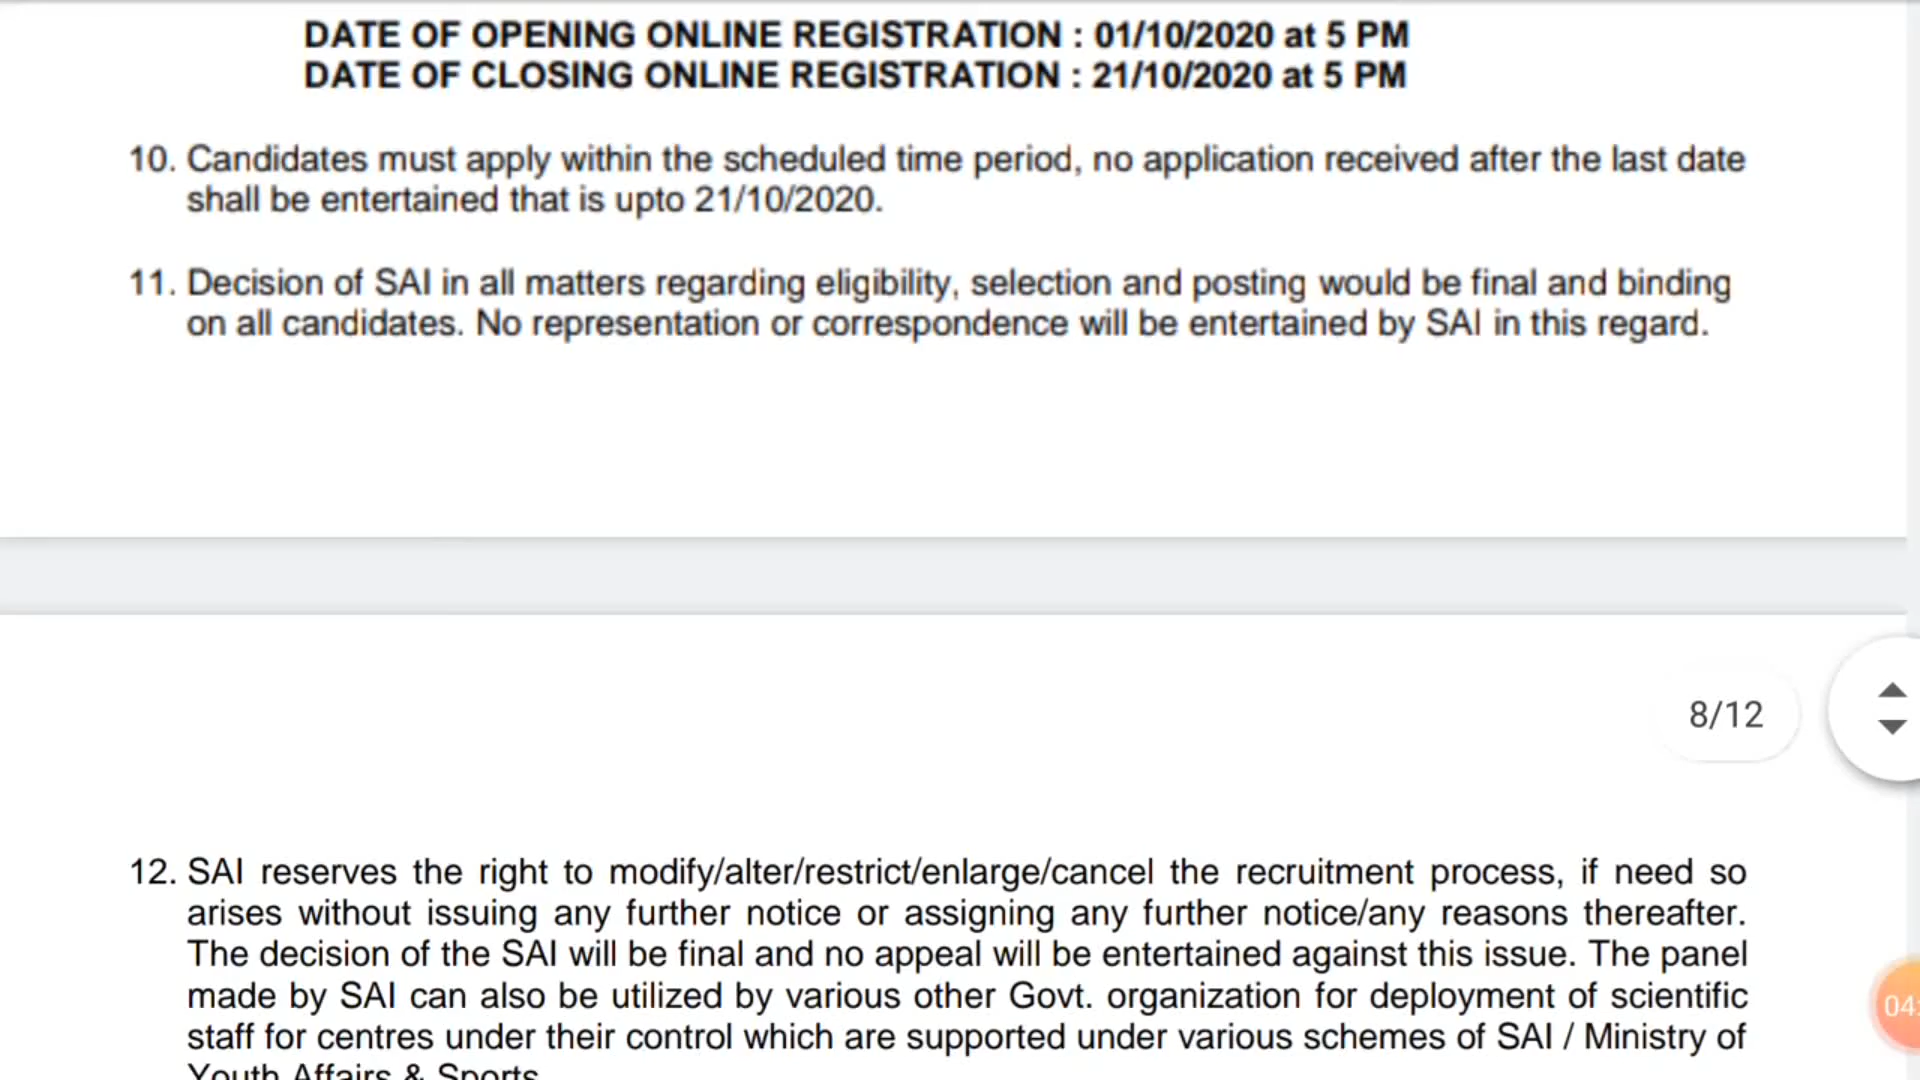 DATE OF OPENING ONLINE REGISTRATION : 01/10/2020 at 5 PM
DATE OF CLOSING ONLINE REGISTRATION : 21/10/2020 at 5 PM
10. Candidates must apply within the scheduled time period, no application received after the last date
shall be entertained that is upto 21/10/2020.
11. Decision of SAI in all matters regarding eligibility, selection and posting would be final and binding
on all candidates. No representation or correspondence will be entertained by SAI in this regard.
8/12
12. SAI reserves the right to modify/alter/restrict/enlarge/cancel the recruitment process, if need so
arises without issuing any further notice or assigning any further notice/any reasons thereafter.
The decision of the SAI will be final and no appeal will be entertained against this issue. The panel
made by SAI can also be utilized by various other Govt. organization for deployment of scientific
04:
staff for centres under their control which are supported under various schemes of SAI / Ministry of
Youth Affairs & Sports